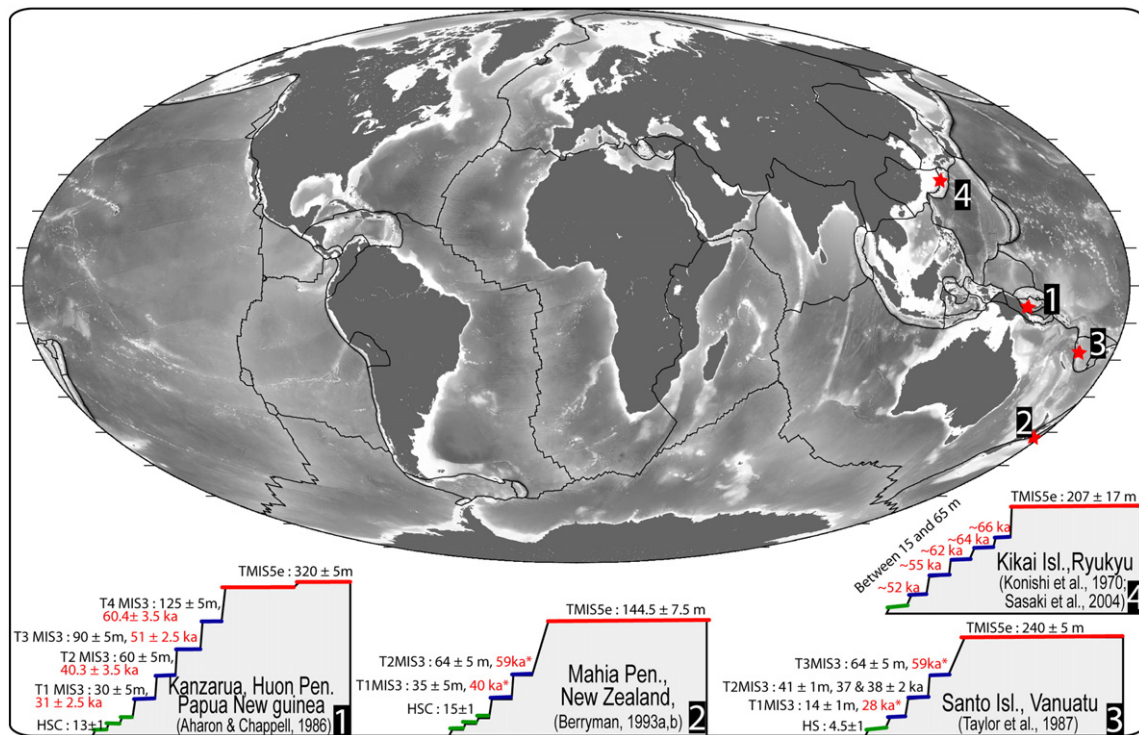 4
1
3
2
TMIS5e : 320 ± 5m
T4 MIS3 : 125 ± 5m,
60.4± 3.5 ka
T3 MIS3 : 90 ± 5m, 51 ± 2.5 ka
T2 MIS3 : 60 ± 5m,
40.3± 3.5 ka
T1 MIS3 : 30 ± 5m,
31 ± 2.5 ka
HSC : 13±1
Kanzarua, Huon Pen.
Papua New guinea
(Aharon & Chappell, 1986)
1
TMIS5e : 144.5 ± 7.5 m
T2MIS3 : 64 ± 5 m, 59ka*
T1MIS3 : 35 ± 5m, 40 ka*
HSC : 15±1
Mahia Pen.,
New Zealand,
(Berryman, 1993a,b)
2
TMIS5e : 207 ± 17 m
Between 15 and 65 m
~66 ka
~64 ka
~62 ka
~55 ka
~52 ka
Kikai Isl.,Ryukyu
(Konishi et al., 1970;
Sasaki et al., 2004)
4
TMIS5e : 240 ± 5 m
T3MIS3 : 64 ± 5 m, 59ka*
T2MIS3 : 41 ± 1m, 37 & 38 ± 2 ka
T1MIS3 : 14 ± 1m, 28 ka*
HS : 4.5±1
Santo Isl., Vanuatu
(Taylor et al., 1987)
3